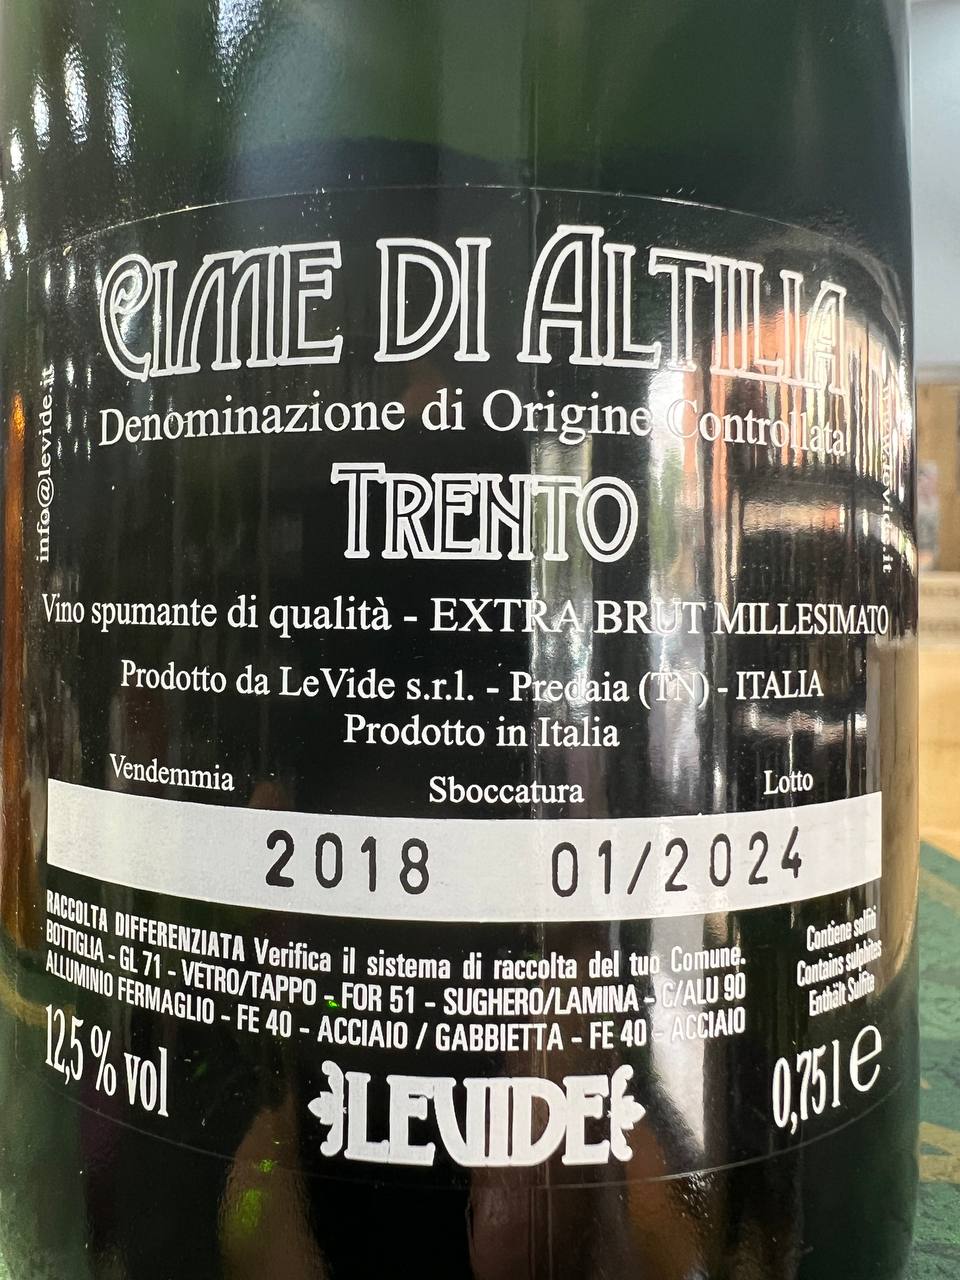 CIME DI ALTILIA
Denominazione di Origine Controllata
TRENTO
Vino spumante di qualità - EXTRA BRUT MILLESIMATO
Prodotto da LeVide s.r.l. - Predaia (TN) - ITALIA
Prodotto in Italia
Vendemmia Sboccatura Lotto
2018 01/2024
RACCOLTA DIFFERENZIATA Verifica il sistema di raccolta del tuo Comune.
BOTTIGLIA - GL 71 - VETRO/TAPPO - FOR 51 - SUGHERO/LAMINA - C/ALU 90
ALLUMINIO FERMAGLIO - FE 40 - ACCIAIO / GABBIETTA - FE 40 - ACCIAIO
Contiene solfiti
Contains sulphites
Enthält Sulfite
12,5 % vol
LEVIDE
0,75 l e
info@levide.it